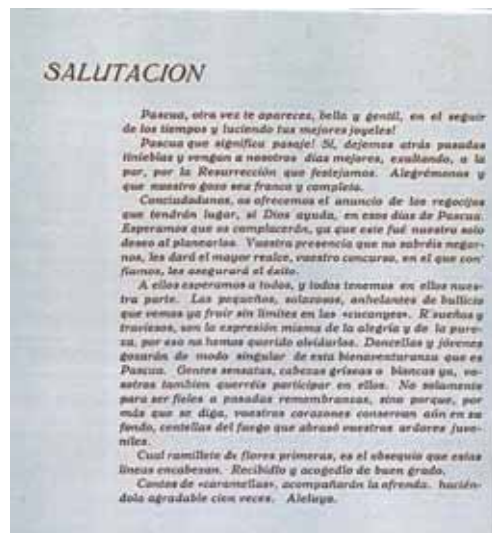 SALUTACION
Pascua, otra vez te apareces, bella y gentil, en el seguir
de los tiempos y luciendo tus mejores joyeles!
Pascua que significa pasaje! Sí, dejemos atrás pasadas
tinieblas y vengan a nosotros días mejores, exultando, a la
par, por la Resurrección que festejamos. Alegrémonos y
que nuestro gozo sea franco y completo.
Conciudadanos, os ofrecemos el anuncio de los regocijos
que tendrán lugar, si Dios ayuda, en esos días de Pascua.
Esperamos que os complacerán, ya que este fué nuestro solo
deseo al planearlos. Vuestra presencia que no sabréis negar-
nos, les dará el mayor realce, vuestro concurso, en el que con-
fiamos, les asegurará el éxito.
A ellos esperamos a todos, y todos tenemos en ellos nues-
tra parte. Los pequeños, solazosos, anhelantes de bullicio
que vemos ya fruir sin límites en las «cucanyes». Risueños y
traviesos, son la expresión misma de la alegría y de la pure-
za, por eso no hemos querido olvidarlos. Doncellas y jóvenes
gozarán de modo singular de esta bienaventuranza que es
Pascua. Gentes sensatas, cabezas gríseas o blancas ya, vo-
sotros tambien querréis participar en ellos. No solamente
para ser fieles a pasadas remembranzas, sino porque, por
más que se diga, vuestros corazones conservan aún en su
fondo, centellas del fuego que abrasó vuestros ardores juve-
niles.
Cual ramillete de flores primeras, es el obsequio que estas
líneas encabezan. Recibidlo y acogedlo de buen grado.
Cantos de «caramellas», acompañarán la ofrenda, hacién-
dola agradable cien veces. Aleluya.